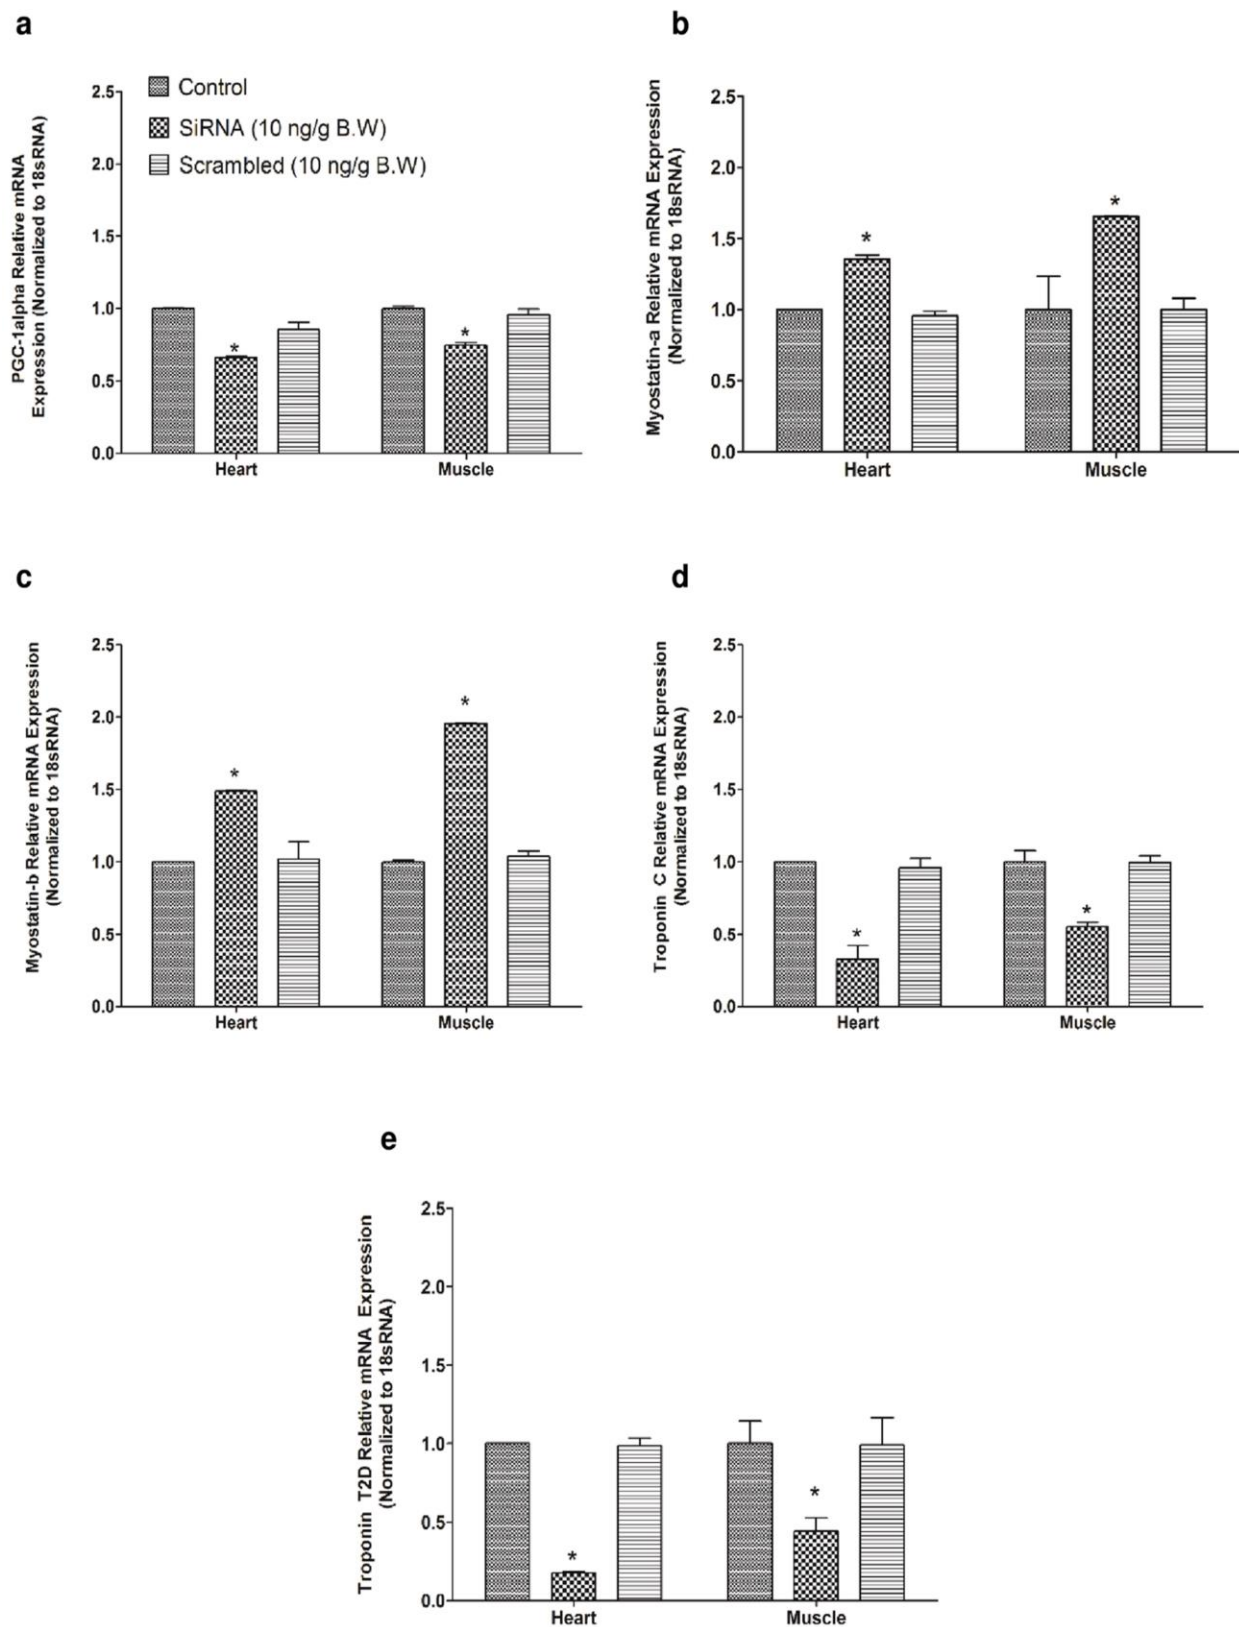 a
PGC-1alpha Relative mRNA
Expression (Normalized to 18sRNA)
2.5
2.0
1.5
1.0
0.5
0.0
Control
SiRNA (10 ng/g B.W)
Scrambled (10 ng/g B.W)
*
*
Heart
Muscle
b
Myostatin-a Relative mRNA Expression
(Normalized to 18sRNA)
2.5
2.0
1.5
1.0
0.5
0.0
*
*
Heart
Muscle
c
Myostatin-b Relative mRNA Expression
(Normalized to 18sRNA)
2.5
2.0
1.5
1.0
0.5
0.0
*
*
Heart
Muscle
d
Troponin C Relative mRNA Expression
(Normalized to 18sRNA)
2.5
2.0
1.5
1.0
0.5
0.0
*
*
Heart
Muscle
e
Troponin T2D Relative mRNA Expression
(Normalized to 18sRNA)
2.5
2.0
1.5
1.0
0.5
0.0
*
*
Heart
Muscle